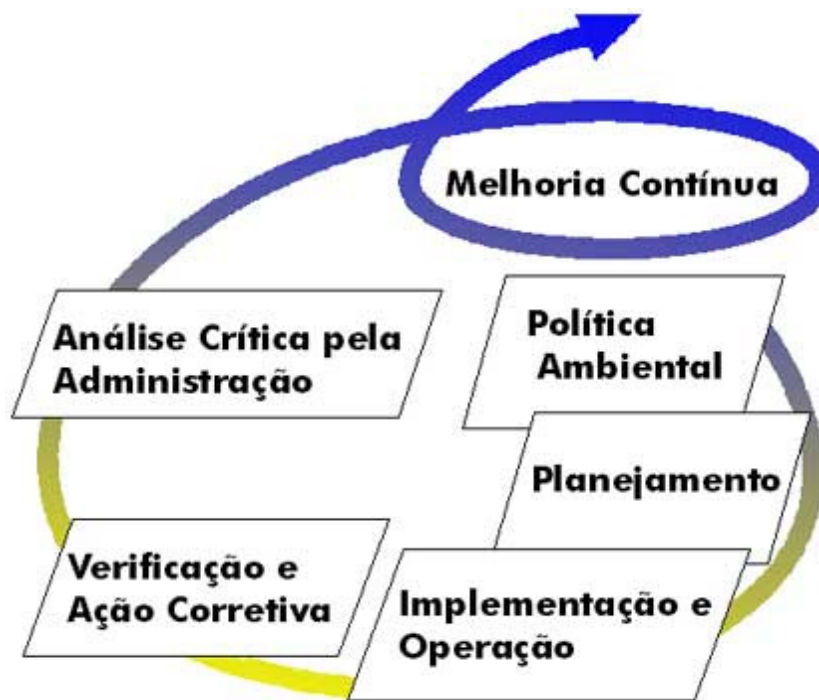 Melhoria Contínua
Política
Ambiental
Planejamento
Implementação e
Operação
Verificação e
Ação Corretiva
Análise Crítica pela
Administração